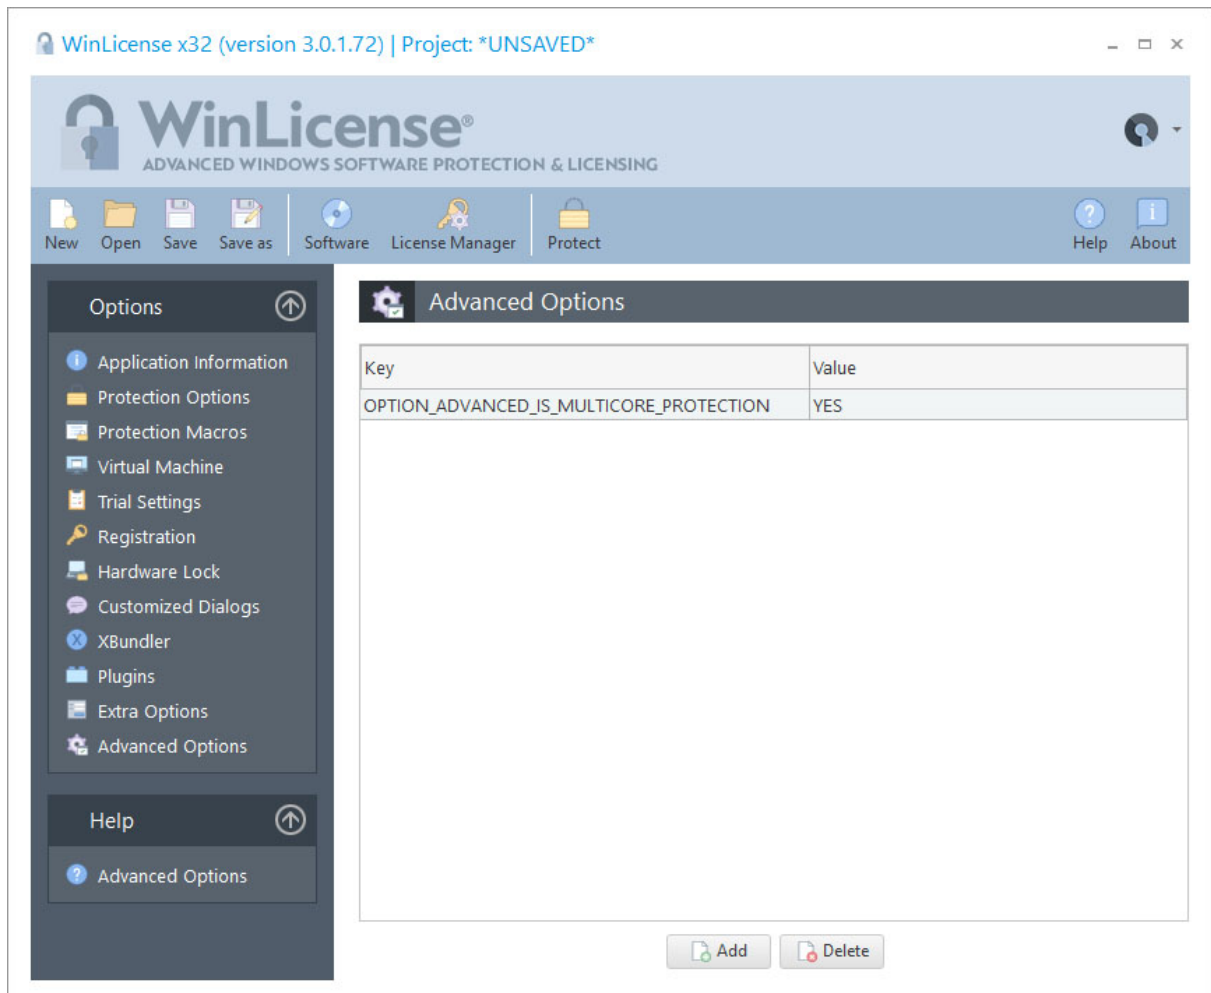 WinLicense x32 (version 3.0.1.72) | Project: *UNSAVED*
WinLicense®
ADVANCED WINDOWS SOFTWARE PROTECTION & LICENSING
New Open Save Save as Software License Manager Protect Help About
Options
Application Information
Protection Options
Protection Macros
Virtual Machine
Trial Settings
Registration
Hardware Lock
Customized Dialogs
XBundler
Plugins
Extra Options
Advanced Options
Help
Advanced Options
Advanced Options
Key Value
OPTION_ADVANCED_IS_MULTICORE_PROTECTION YES
Add Delete